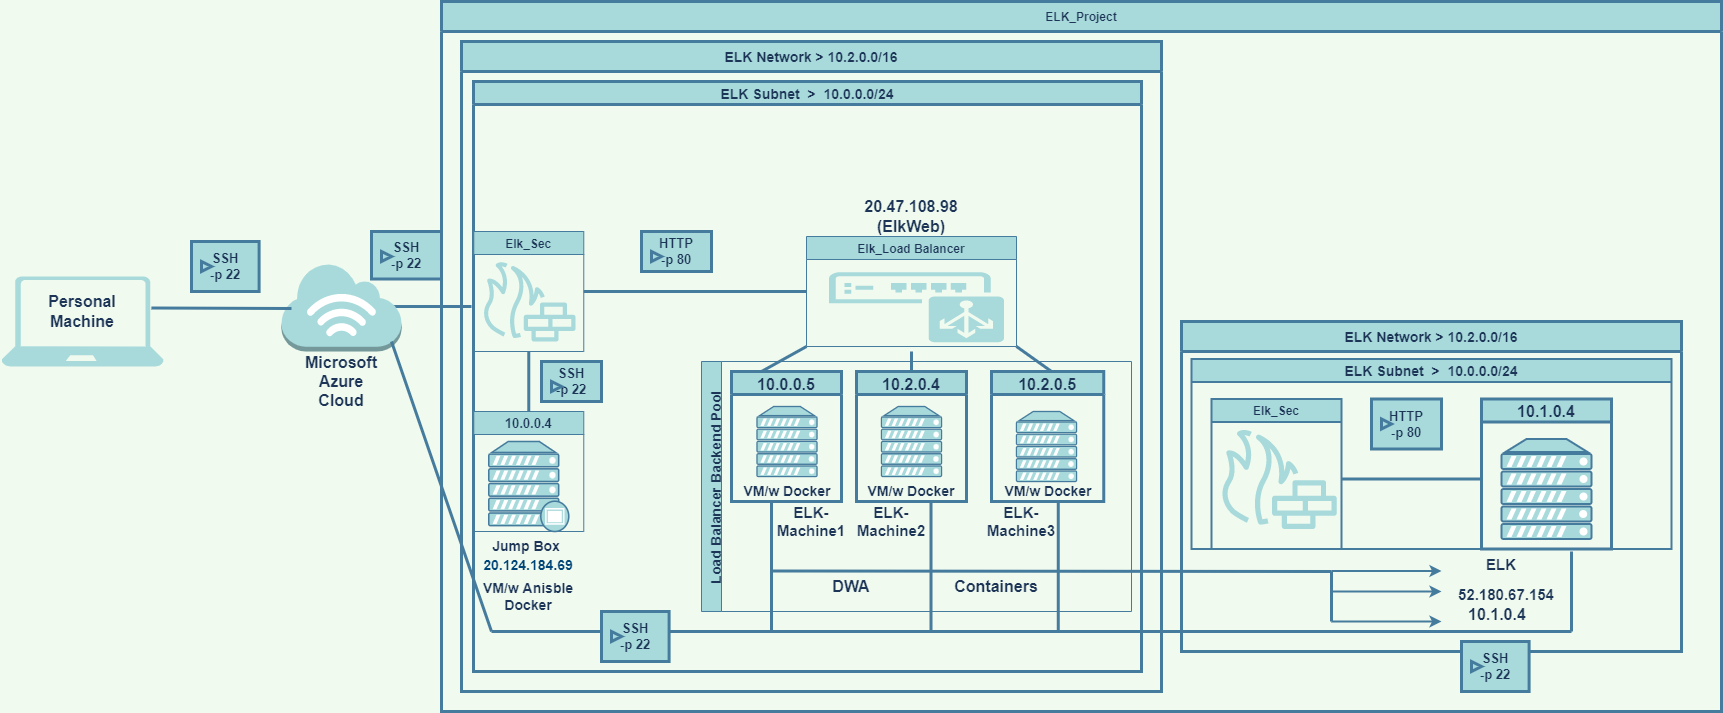 ELK_Project
ELK Network > 10.2.0.0/16
ELK Subnet > 10.0.0.0/24
20.47.108.98
(ElkWeb)
Elk_Load Balancer
Elk_Sec
HTTP
-p 80
SSH
-p 22
SSH
-p 22
Personal
Machine
Microsoft
Azure
Cloud
SSH
-p 22
10.0.0.4
Jump Box
20.124.184.69
VM/w Anisble
Docker
Load Balancer Backend Pool
10.0.0.5
VM/w Docker
ELK-
Machine1
10.2.0.4
VM/w Docker
ELK-
Machine2
10.2.0.5
VM/w Docker
ELK-
Machine3
DWA
Containers
SSH
-p 22
ELK Network > 10.2.0.0/16
ELK Subnet > 10.0.0.0/24
Elk_Sec
HTTP
-p 80
10.1.0.4
ELK
52.180.67.154
10.1.0.4
SSH
-p 22